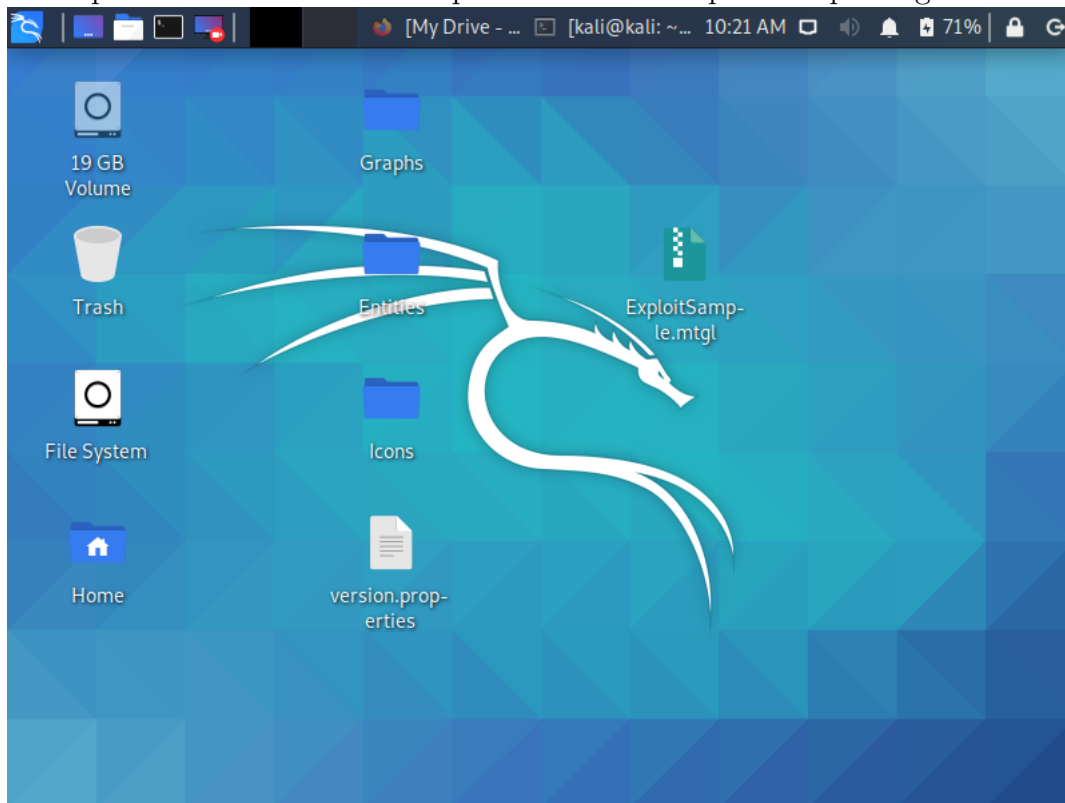 [My Drive - ...
[kali@kali: ~...
10:21 AM
71%
19 GB
Volume
Graphs
Trash
Entities
ExploitSamp-
le.mtgl
File System
Icons
Home
version.prop-
erties